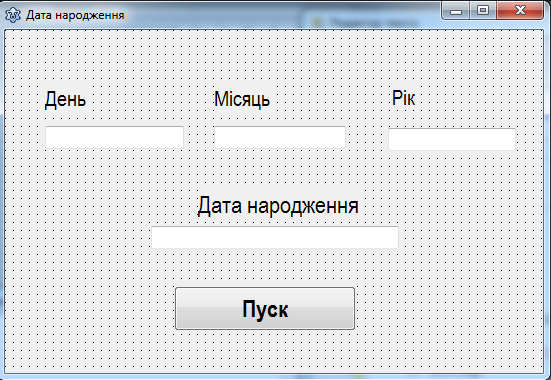 Дата народження
День
Місяць
Рік
Дата народження
Пуск